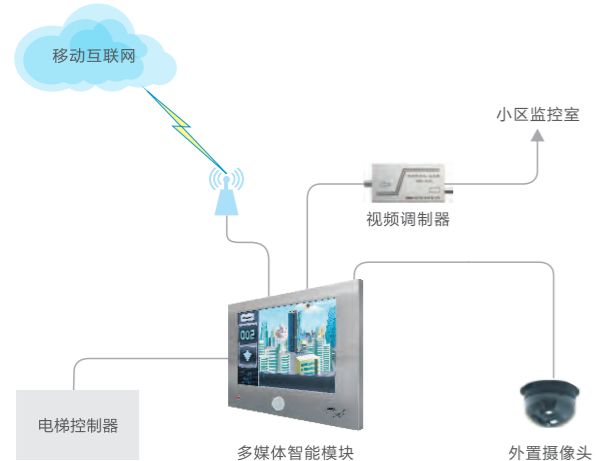 移动互联网
小区监控室
视频调制器
002
电梯控制器
多媒体智能模块
外置摄像头